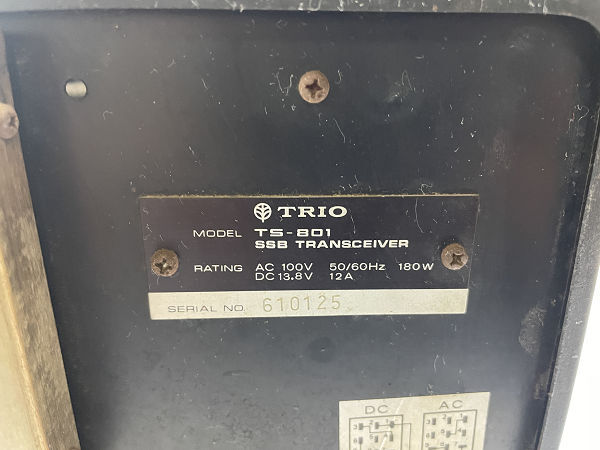 TRIO
MODEL TS-801
SSB TRANSCEIVER
RATING AC 100V 50/60Hz 180W
DC 13.8V 12A
SERIAL NO. 610125
DC AC